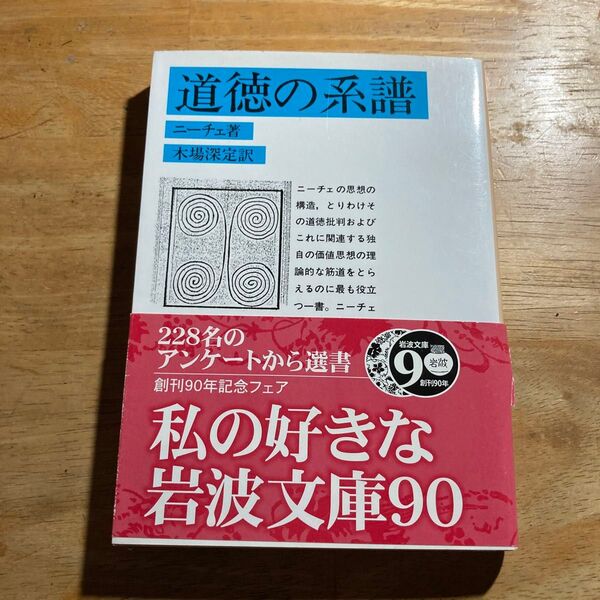 道徳の系譜
ニーチェ著
木場深定訳
ニーチェの思想の
構造，とりわけそ
の道徳批判および
これに関連する独
自の価値思想の理
論的な筋道をとら
えるのに最も役立
つ一書。ニーチェ
228名の
アンケートから選書
創刊90年記念フェア
岩波文庫
90
岩波
創刊90年
私の好きな
岩波文庫90